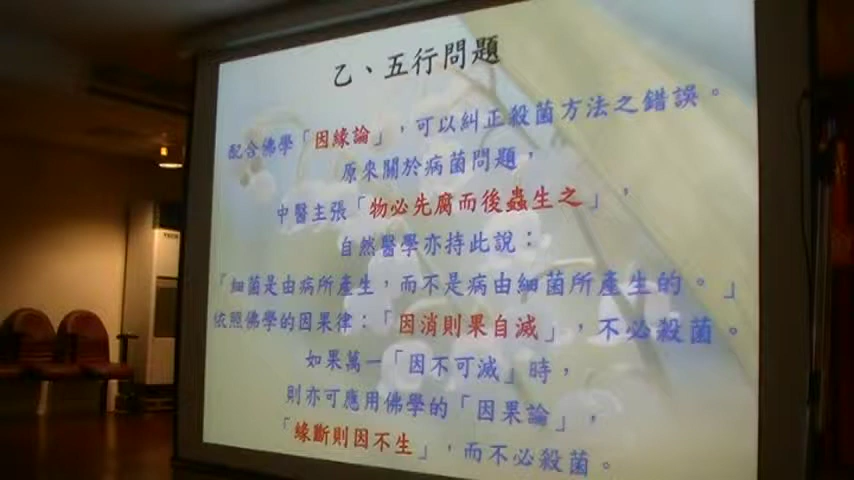 乙、五行問題
配合佛學「因緣論」，可以糾正殺菌方法之錯誤。
原來關於病菌問題，
中醫主張「物必先腐而後蟲生之」，
自然醫學亦持此說：
「細菌是由病所產生，而不是病由細菌所產生的。」
依照佛學的因果律：「因消則果自滅」，不必殺菌。
如果萬一「因不可滅」時，
則亦可應用佛學的「因果論」，
「緣斷則因不生」，而不必殺菌。